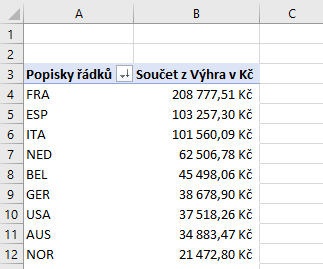 A B C
1
2
3 Popisky řádků Součet z Výhra v Kč
4 FRA 208 777,51 Kč
5 ESP 103 257,30 Kč
6 ITA 101 560,09 Kč
7 NED 62 506,78 Kč
8 BEL 45 498,06 Kč
9 GER 38 678,90 Kč
10 USA 37 518,26 Kč
11 AUS 34 883,47 Kč
12 NOR 21 472,80 Kč